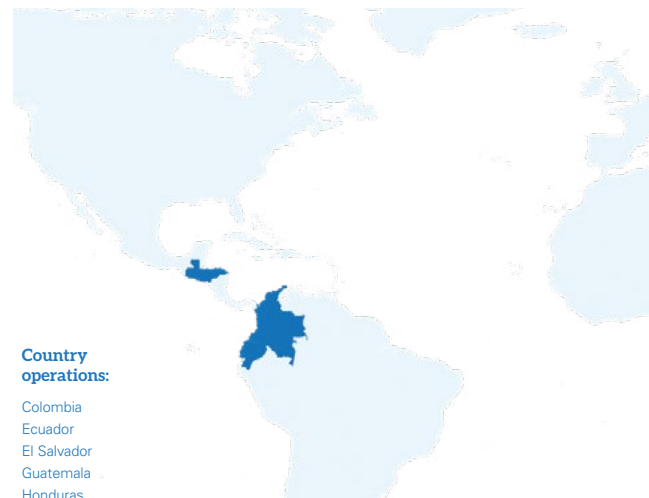 Country
operations:
Colombia
Ecuador
El Salvador
Guatemala
Honduras